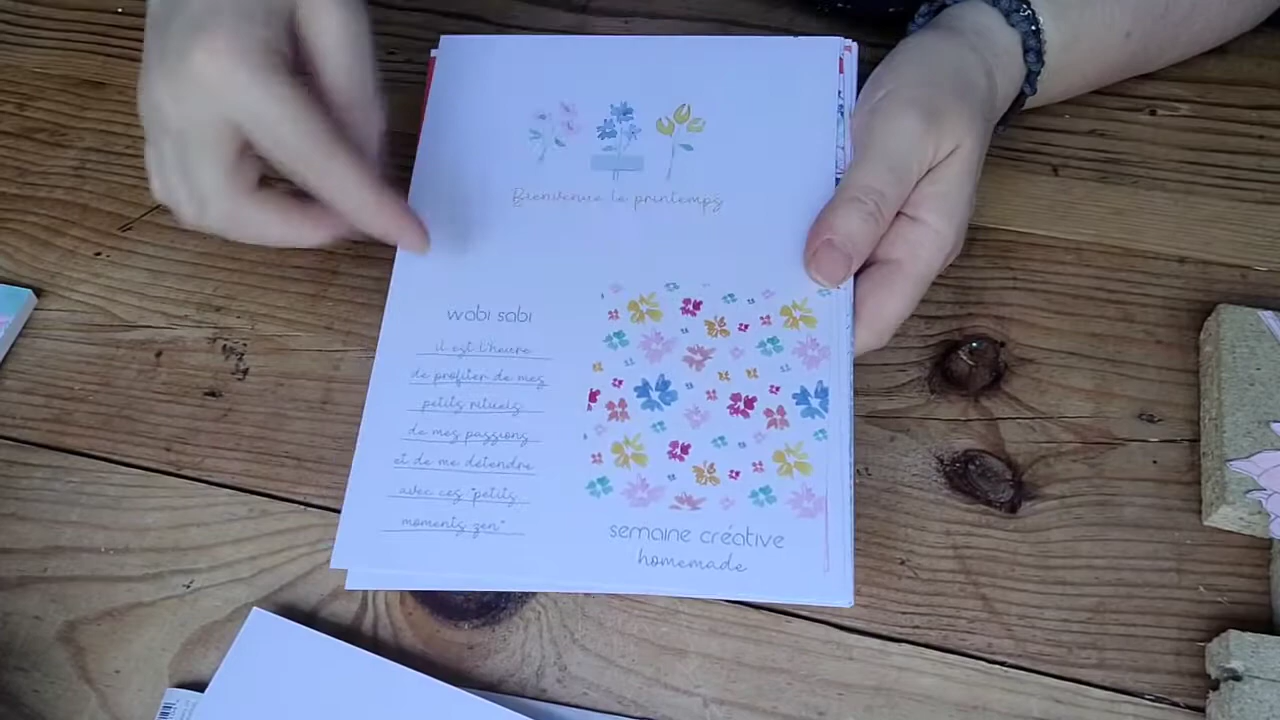 Bienvenue le printemps
wabi sabi
il est l'heure
de profiter de mes
petits rituels
de mes passions
et de me détendre
avec ces "petits
moments zen"
semaine créative
homemade